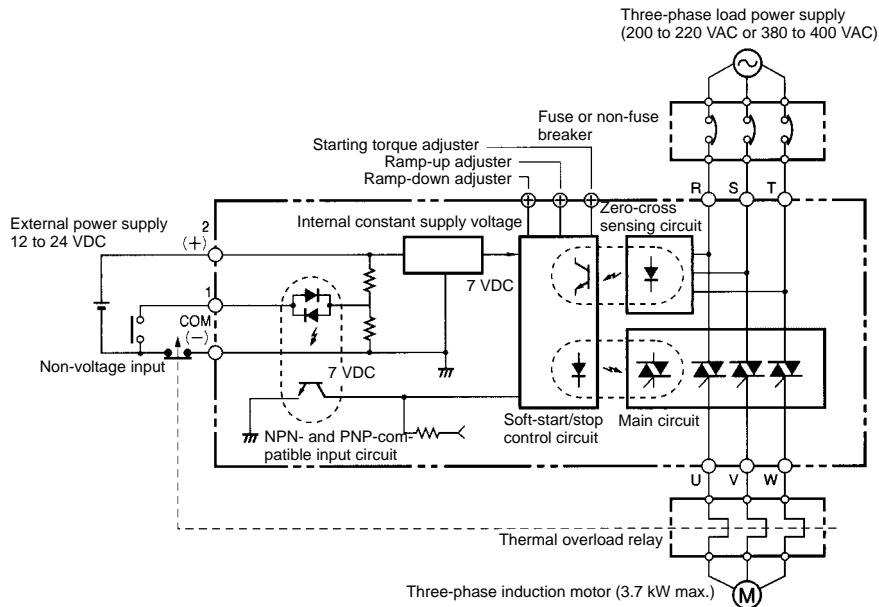 Three-phase load power supply
(200 to 220 VAC or 380 to 400 VAC)
Fuse or non-fuse
breaker
Starting torque adjuster
Ramp-up adjuster
Ramp-down adjuster
R
S
T
External power supply
12 to 24 VDC
2
(+)
Internal constant supply voltage
Zero-cross
sensing circuit
7 VDC
1
COM
(−)
Non-voltage input
7 VDC
NPN- and PNP-com-
patible input circuit
Soft-start/stop
control circuit
Main circuit
U
V
W
Thermal overload relay
Three-phase induction motor (3.7 kW max.)
M